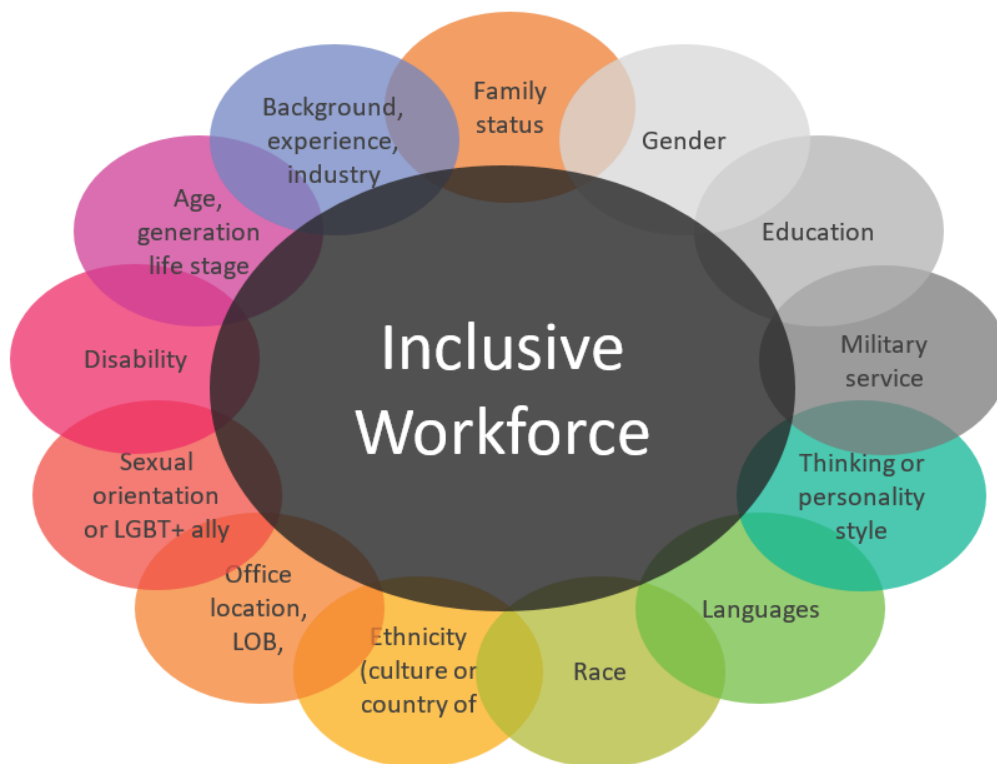 Inclusive
Workforce
Family
status
Gender
Education
Military
service
Thinking or
personality
style
Languages
Race
Ethnicity
(culture or
country of
Office
location,
LOB,
Sexual
orientation
or LGBT+ ally
Disability
Age,
generation
life stage
Background,
experience,
industry